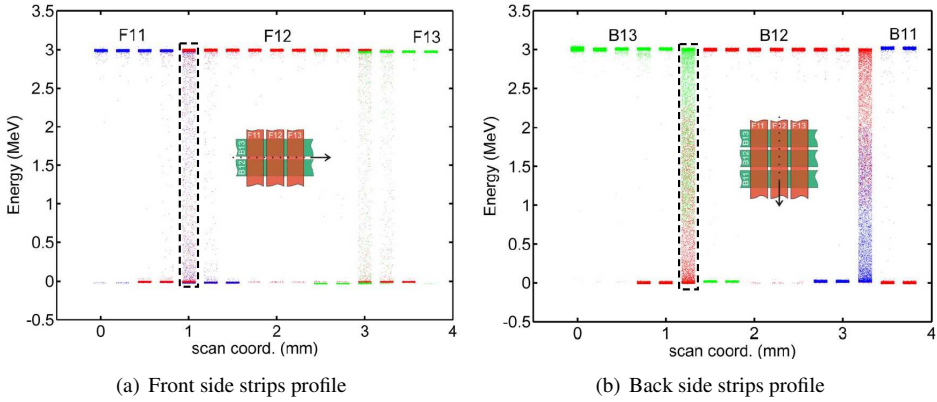 3.5
3
2.5
2
1.5
1
0.5
0
-0.5
Energy (MeV)
F11
F12
F13
F11 F12 F13
B13
B12
0 1 2 3 4
scan coord. (mm)
(a) Front side strips profile
3.5
3
2.5
2
1.5
1
0.5
0
-0.5
Energy (MeV)
B13
B12
B11
F11 F12 F13
B13
B12
B11
0 1 2 3 4
scan coord. (mm)
(b) Back side strips profile